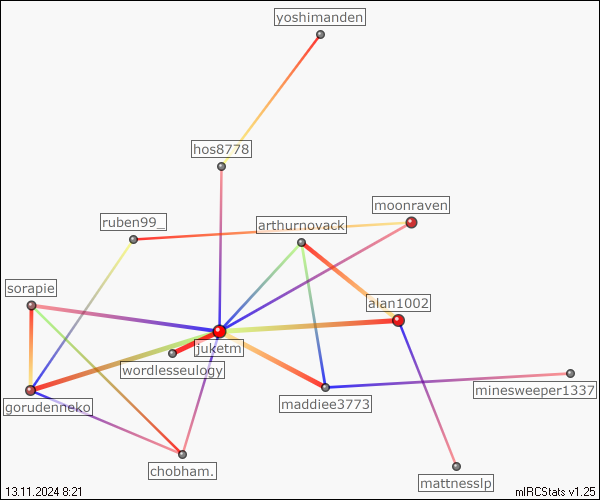 yoshimanden
hos8778
moonraven
ruben99_
arthurnovack
sorapie
alan1002
juketm
wordlesseulogy
minesweeper1337
gorudenneko
maddiee3773
chobham.
mattnesslp
13.11.2024 8:21
mIRCStats v1.25